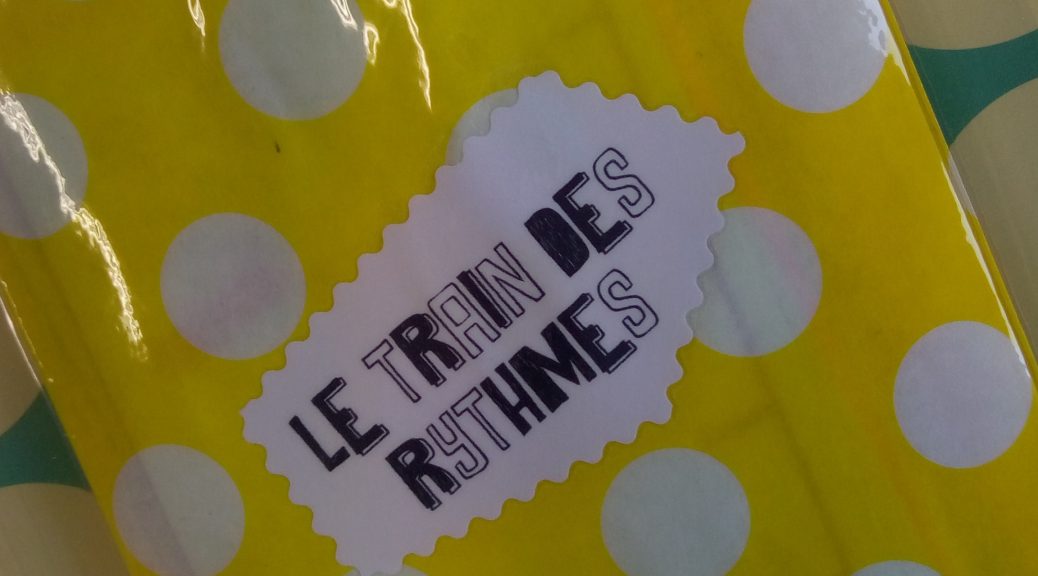 LE TRAIN DES
RYTHMES